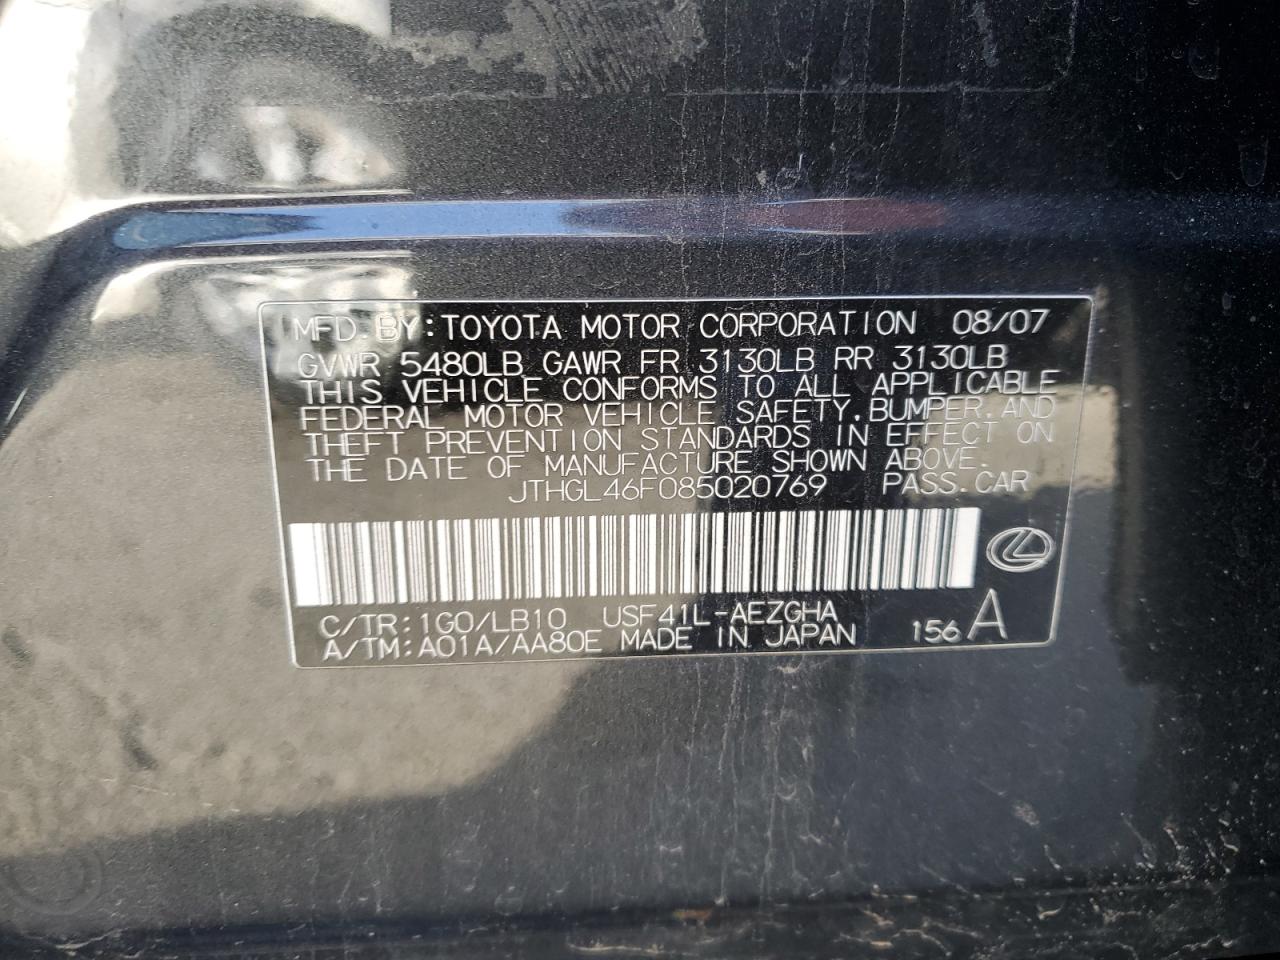 MFD. BY: TOYOTA MOTOR CORPORATION 08/07
GVWR 5480LB GAWR FR 3130LB RR 3130LB
THIS VEHICLE CONFORMS TO ALL APPLICABLE
FEDERAL MOTOR VEHICLE SAFETY, BUMPER, AND
THEFT PREVENTION STANDARDS IN EFFECT ON
THE DATE OF MANUFACTURE SHOWN ABOVE.
JTHGL46F085020769 PASS. CAR
C/TR: 1G0/LB10 USF41L-AEZGHA
A/TM: A01A/AA80E MADE IN JAPAN 156 A